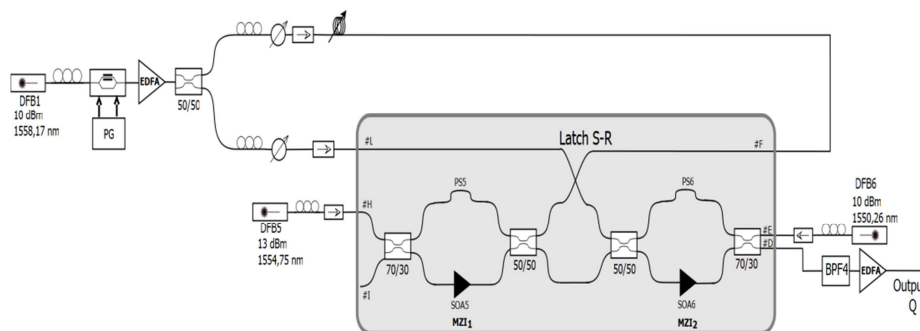 DFB1
10 dBm
1558,17 nm
PG
EDFA
50/50
Latch S-R
#L
#F
#H
#I
DFB5
13 dBm
1554,75 nm
70/30
PS5
SOA5
MZI1
50/50
50/50
PS6
SOA6
MZI2
70/30
#E
#D
DFB6
10 dBm
1550,26 nm
BPF4
EDFA
Outpu
Q